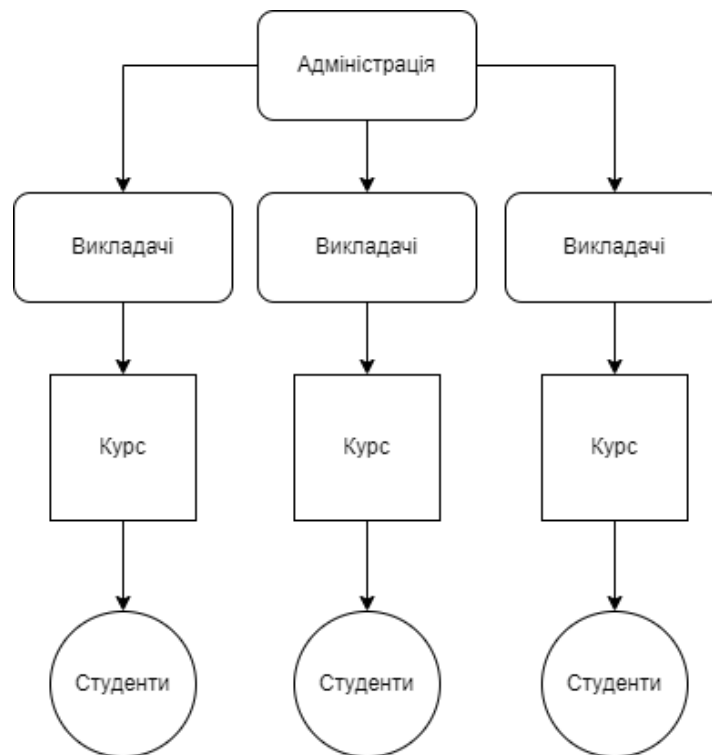 Адміністрація
Викладачі
Викладачі
Викладачі
Курс
Курс
Курс
Студенти
Студенти
Студенти